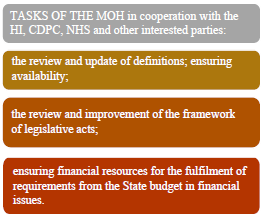 TASKS OF THE MOH in cooperation with the
HI, CDPC, NHS and other interested parties:
the review and update of definitions; ensuring
availability;
the review and improvement of the framework
of legislative acts;
ensuring financial resources for the fulfilment of
requirements from the State budget in financial
issues.